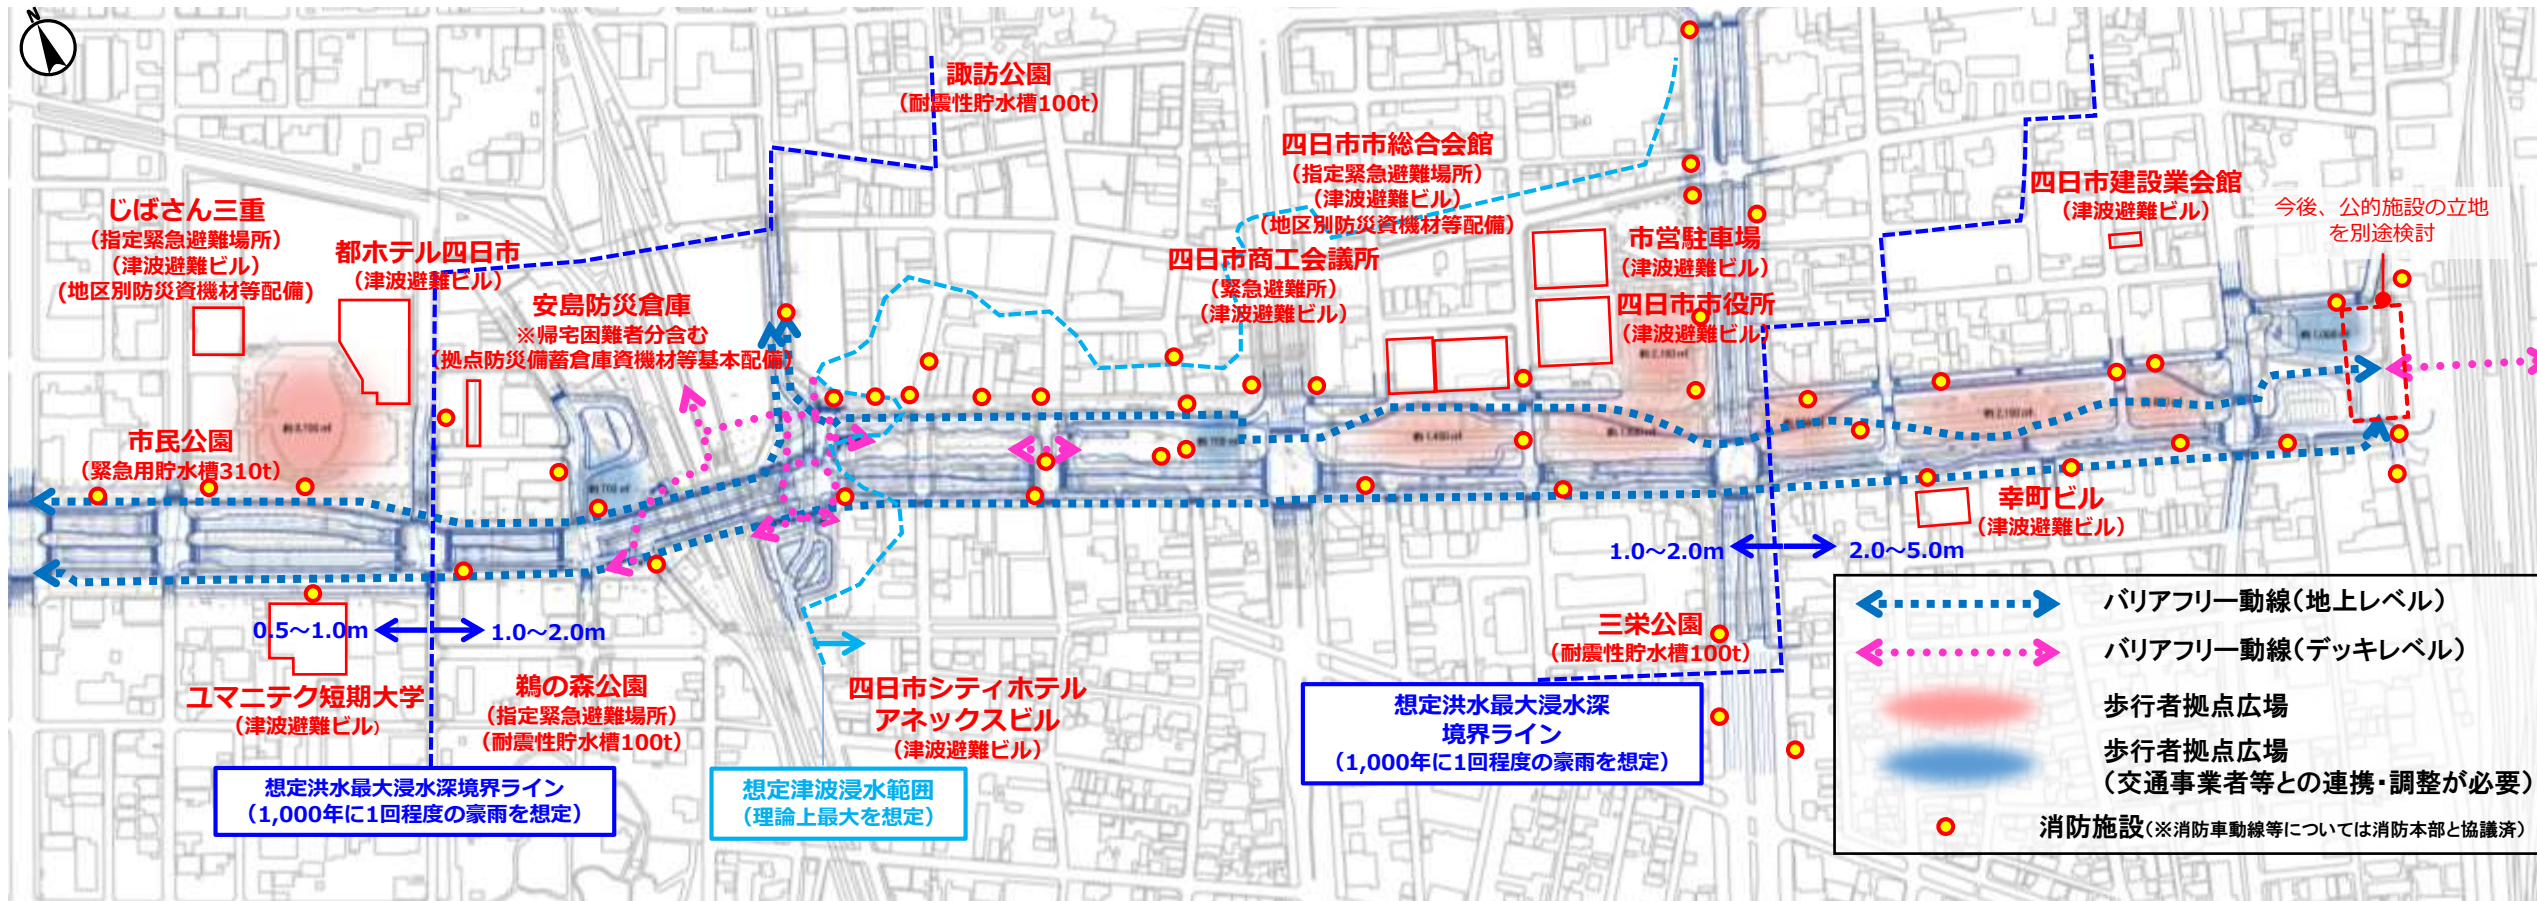 N
諏訪公園
（耐震性貯水槽100t）
四日市市総合会館
（指定緊急避難場所）
（津波避難ビル）
（地区別防災資機材等配備）
四日市建設業会館
（津波避難ビル）
今後、公的施設の立地
を別途検討
じばさん三重
（指定緊急避難場所）
（津波避難ビル）
（地区別防災資機材等配備）
都ホテル四日市
（津波避難ビル）
安島防災倉庫
※帰宅困難者分含む
（拠点防災備蓄倉庫資機材等基本配備）
四日市商工会議所
（緊急避難所）
（津波避難ビル）
市営駐車場
（津波避難ビル）
四日市市役所
（津波避難ビル）
市民公園
（緊急用貯水槽310t）
幸町ビル
（津波避難ビル）
1.0～2.0m
2.0～5.0m
0.5～1.0m
1.0～2.0m
ユマニテク短期大学
（津波避難ビル）
鵜の森公園
（指定緊急避難場所）
（耐震性貯水槽100t）
四日市シティホテル
アネックスビル
（津波避難ビル）
三栄公園
（耐震性貯水槽100t）
想定洪水最大浸水深境界ライン
（1,000年に1回程度の豪雨を想定）
想定津波浸水範囲
（理論上最大を想定）
想定洪水最大浸水深
境界ライン
（1,000年に1回程度の豪雨を想定）
バリアフリー動線（地上レベル）
バリアフリー動線（デッキレベル）
歩行者拠点広場
歩行者拠点広場
（交通事業者等との連携・調整が必要）
消防施設（※消防車動線等については消防本部と協議済）